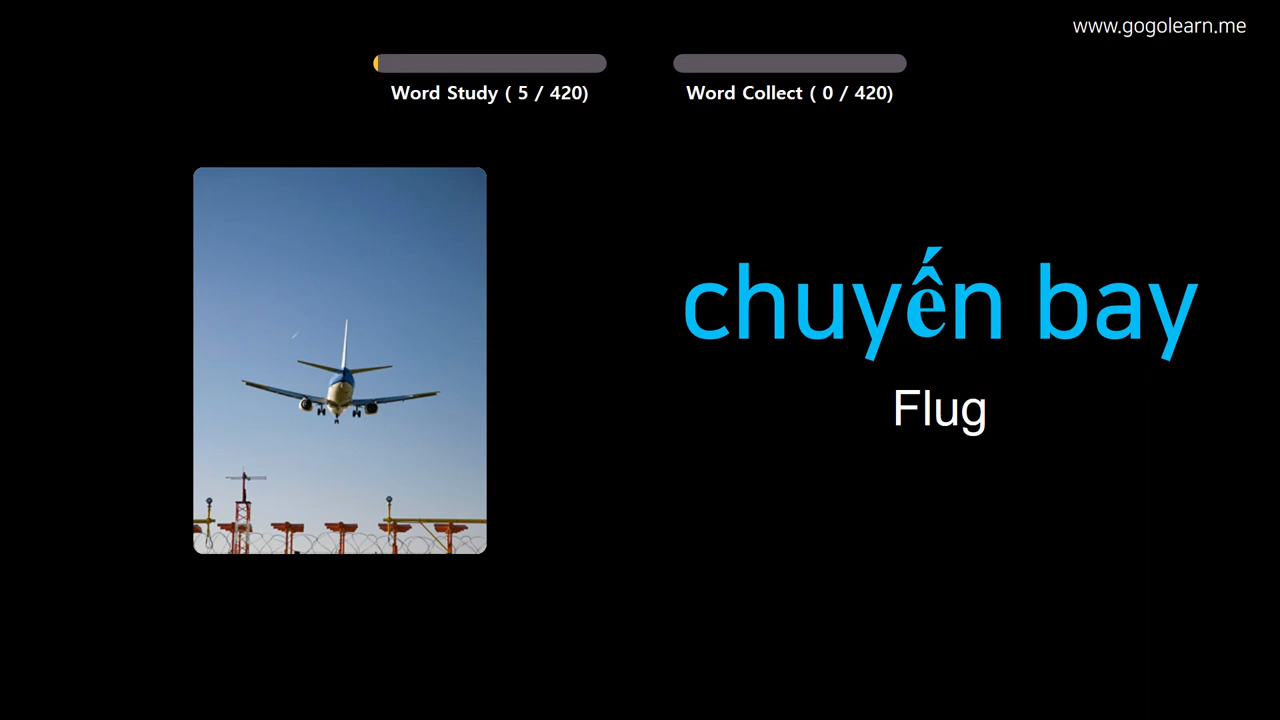 www.gogolearn.me
Word Study ( 5 / 420)
Word Collect ( 0 / 420)
chuyến bay
Flug